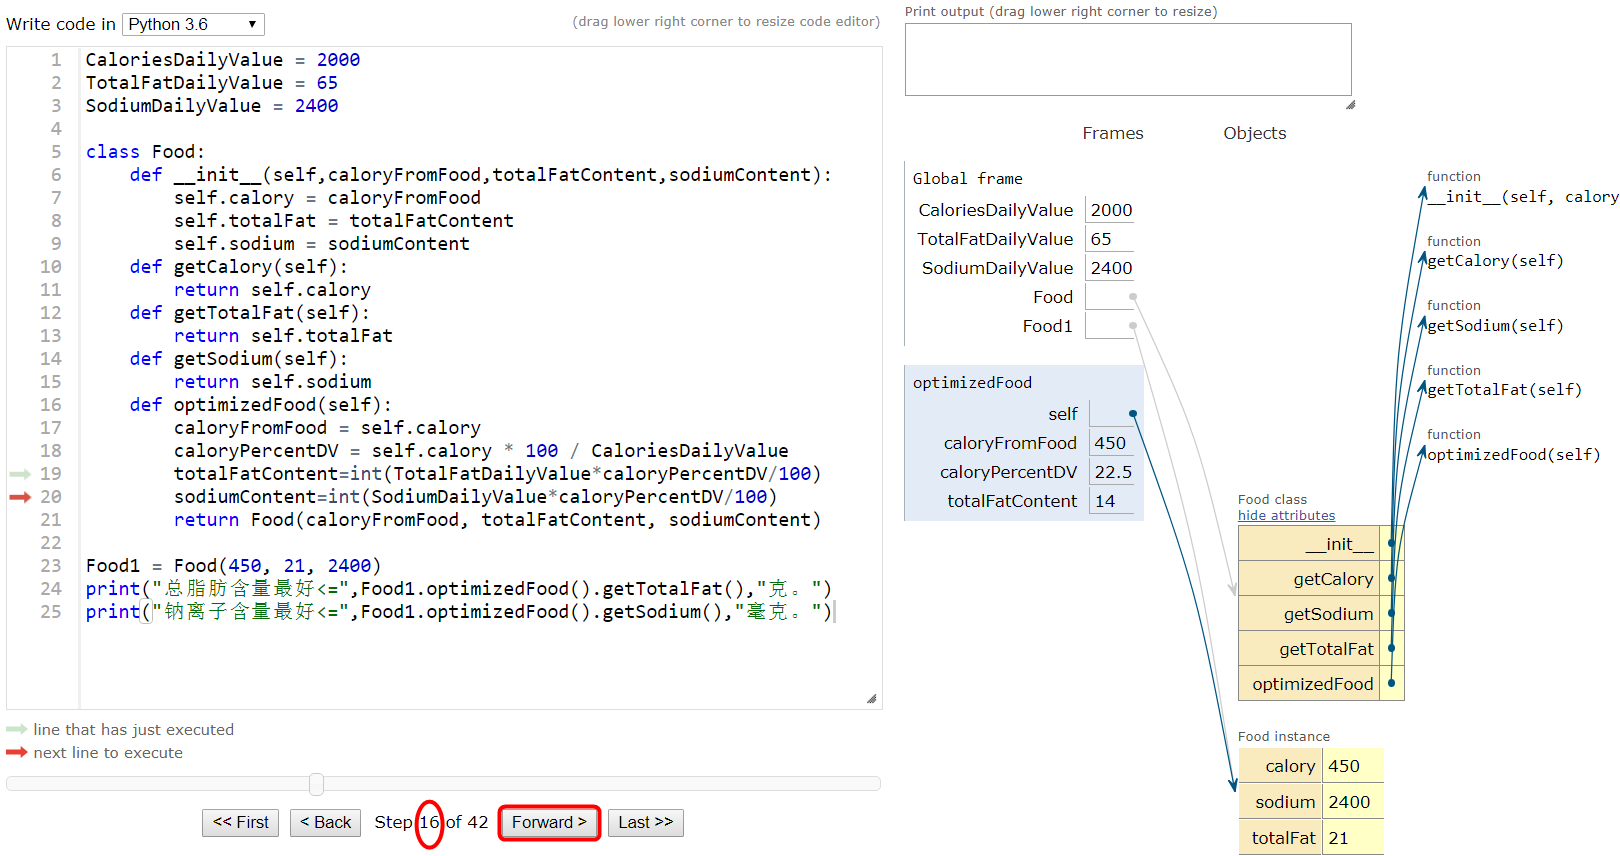 Write code in Python 3.6
(drag lower right corner to resize code editor)
1 CaloriesDailyValue = 2000
2 TotalFatDailyValue = 65
3 SodiumDailyValue = 2400
4
5 class Food:
6 def __init__(self,caloryFromFood,totalFatContent,sodiumContent):
7 self.calory = caloryFromFood
8 self.totalFat = totalFatContent
9 self.sodium = sodiumContent
10 def getCalory(self):
11 return self.calory
12 def getTotalFat(self):
13 return self.totalFat
14 def getSodium(self):
15 return self.sodium
16 def optimizedFood(self):
17 caloryFromFood = self.calory
18 caloryPercentDV = self.calory * 100 / CaloriesDailyValue
19 totalFatContent=int(TotalFatDailyValue*caloryPercentDV/100)
20 sodiumContent=int(SodiumDailyValue*caloryPercentDV/100)
21 return Food(caloryFromFood, totalFatContent, sodiumContent)
22
23 Food1 = Food(450, 21, 2400)
24 print("总脂肪含量最好<=",Food1.optimizedFood().getTotalFat(),"克。")
25 print("钠离子含量最好<=",Food1.optimizedFood().getSodium(),"毫克。")
line that has just executed
next line to execute
<< First < Back Step 16 of 42 Forward > Last >>
Print output (drag lower right corner to resize)
Frames Objects
Global frame
CaloriesDailyValue 2000
TotalFatDailyValue 65
SodiumDailyValue 2400
Food
Food1
optimizedFood
self
caloryFromFood 450
caloryPercentDV 22.5
totalFatContent 14
function
__init__(self, calory
function
getCalory(self)
function
getSodium(self)
function
getTotalFat(self)
function
optimizedFood(self)
Food class
hide attributes
__init__
getCalory
getSodium
getTotalFat
optimizedFood
Food instance
calory 450
sodium 2400
totalFat 21